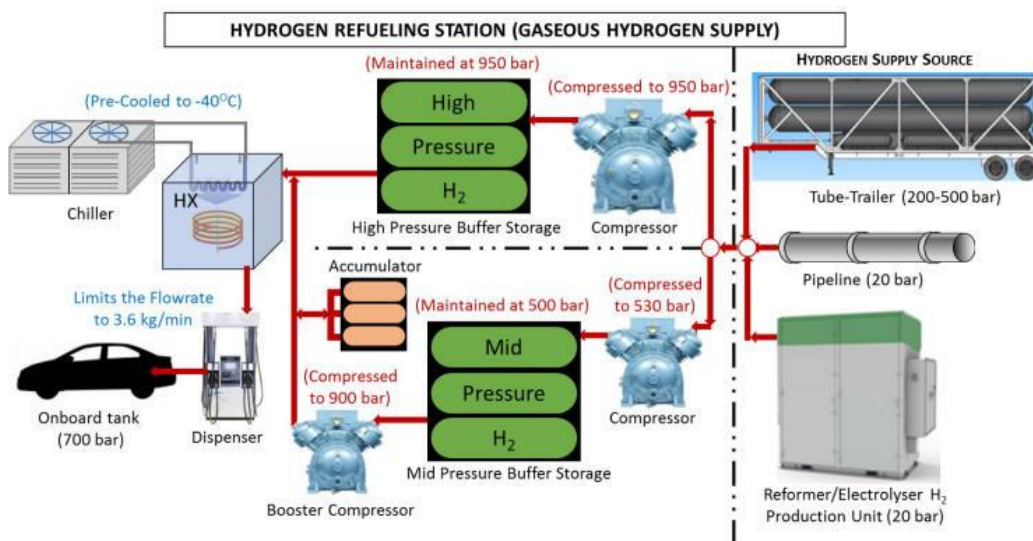 HYDROGEN REFUELING STATION (GASEOUS HYDROGEN SUPPLY)
(Maintained at 950 bar)
HYDROGEN SUPPLY SOURCE
(Pre-Cooled to -40⁰C)
(Compressed to 950 bar)
High
Pressure
H₂
HX
Chiller
High Pressure Buffer Storage
Compressor
Tube-Trailer (200-500 bar)
Accumulator
Limits the Flowrate
to 3.6 kg/min
(Maintained at 500 bar)
(Compressed
to 530 bar)
Pipeline (20 bar)
Mid
Pressure
H₂
(Compressed
to 900 bar)
Onboard tank
(700 bar)
Dispenser
Compressor
Mid Pressure Buffer Storage
Booster Compressor
Reformer/Electrolyser H₂
Production Unit (20 bar)